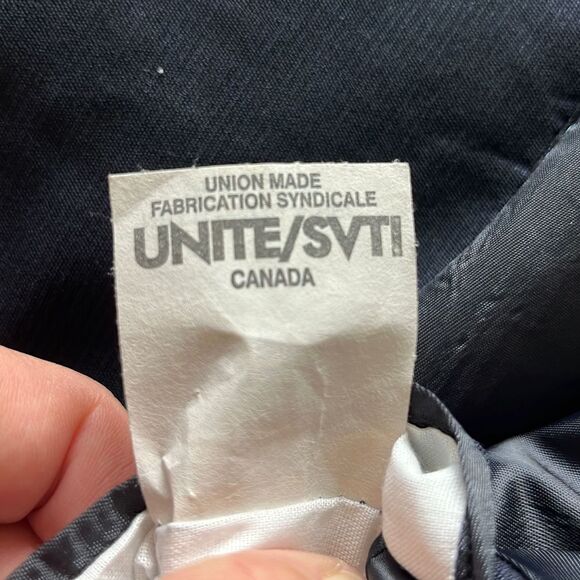 UNION MADE
FABRICATION SYNDICALE
UNITE/SVTI
CANADA